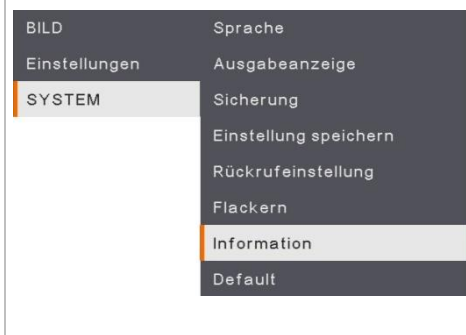 BILD
Einstellungen
SYSTEM
Sprache
Ausgabeanzeige
Sicherung
Einstellung speichern
Rückrufeinstellung
Flackern
Information
Default